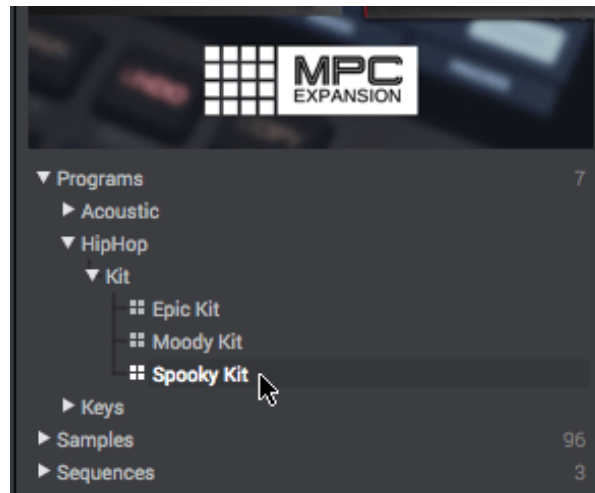 MPC
EXPANSION
Programs 7
Acoustic
HipHop
Kit
Epic Kit
Moody Kit
Spooky Kit
Keys
Samples 96
Sequences 3